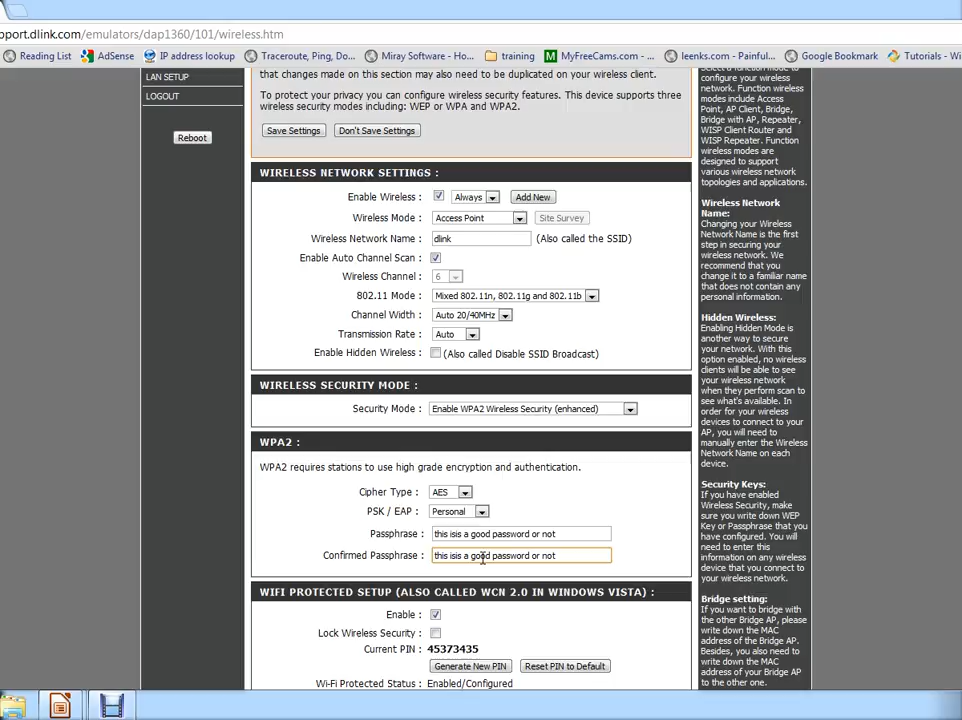 pport.dlink.com/emulators/dap1360/101/wireless.htm
Reading List AdSense IP address lookup Traceroute, Ping, Do... Miray Software - Ho... training MyFreeCams.com - ... leenks.com - Painful,... Google Bookmark Tutorials - Wi
LAN SETUP
LOGOUT
Reboot
that changes made on this section may also need to be duplicated on your wireless client.
To protect your privacy you can configure wireless security features. This device supports three
wireless security modes including: WEP or WPA and WPA2.
Save Settings Don't Save Settings
WIRELESS NETWORK SETTINGS :
Enable Wireless : Always Add New
Wireless Mode : Access Point Site Survey
Wireless Network Name : dlink (Also called the SSID)
Enable Auto Channel Scan :
Wireless Channel : 6
802.11 Mode : Mixed 802.11n, 802.11g and 802.11b
Channel Width : Auto 20/40MHz
Transmission Rate : Auto
Enable Hidden Wireless : (Also called Disable SSID Broadcast)
WIRELESS SECURITY MODE :
Security Mode : Enable WPA2 Wireless Security (enhanced)
WPA2 :
WPA2 requires stations to use high grade encryption and authentication.
Cipher Type : AES
PSK / EAP : Personal
Passphrase : this isis a good password or not
Confirmed Passphrase : this isis a good password or not
WIFI PROTECTED SETUP (ALSO CALLED WCN 2.0 IN WINDOWS VISTA) :
Enable :
Lock Wireless Security :
Current PIN : 45373435
Generate New PIN Reset PIN to Default
Wi-Fi Protected Status : Enabled/Configured
configure your wireless
network. Function wireless
modes include Access
Point, AP Client, Bridge,
Bridge with AP, Repeater,
WISP Client Router and
WISP Repeater. Function
wireless modes are
designed to support
various wireless network
topologies and applications.
Wireless Network
Name:
Changing your Wireless
Network Name is the first
step in securing your
wireless network. We
recommend that you
change it to a familiar name
that does not contain any
personal information.
Hidden Wireless:
Enabling Hidden Mode is
another way to secure
your network. With this
option enabled, no wireless
clients will be able to see
your wireless network
when they perform scan to
see what's available. In
order for your wireless
devices to connect to your
AP, you will need to
manually enter the Wireless
Network Name on each
device.
Security Keys:
If you have enabled
Wireless Security, make
sure you write down WEP
Key or Passphrase that you
have configured. You will
need to enter this
information on any wireless
device that you connect to
your wireless network.
Bridge setting:
If you want to bridge with
the other Bridge AP, please
write down the MAC
address of the Bridge AP.
Besides, you also need to
write down the MAC
address of your Bridge AP
to the other one.